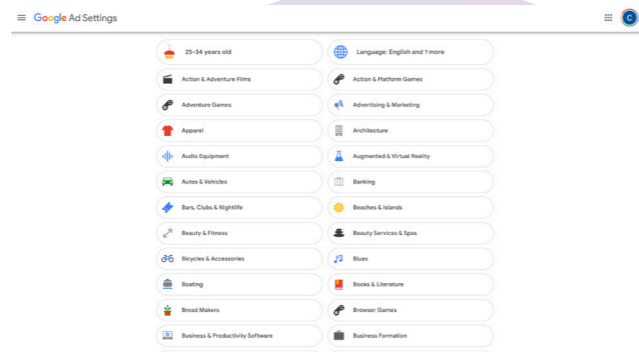 Google Ad Settings
C
25-34 years old
Language: English and 1 more
Action & Adventure Films
Action & Platform Games
Adventure Games
Advertising & Marketing
Apparel
Architecture
Audio Equipment
Augmented & Virtual Reality
Autos & Vehicles
Banking
Bars, Clubs & Nightlife
Beaches & Islands
Beauty & Fitness
Beauty Services & Spas
Bicycles & Accessories
Blues
Boating
Books & Literature
Bread Makers
Browser Games
Business & Productivity Software
Business Formation